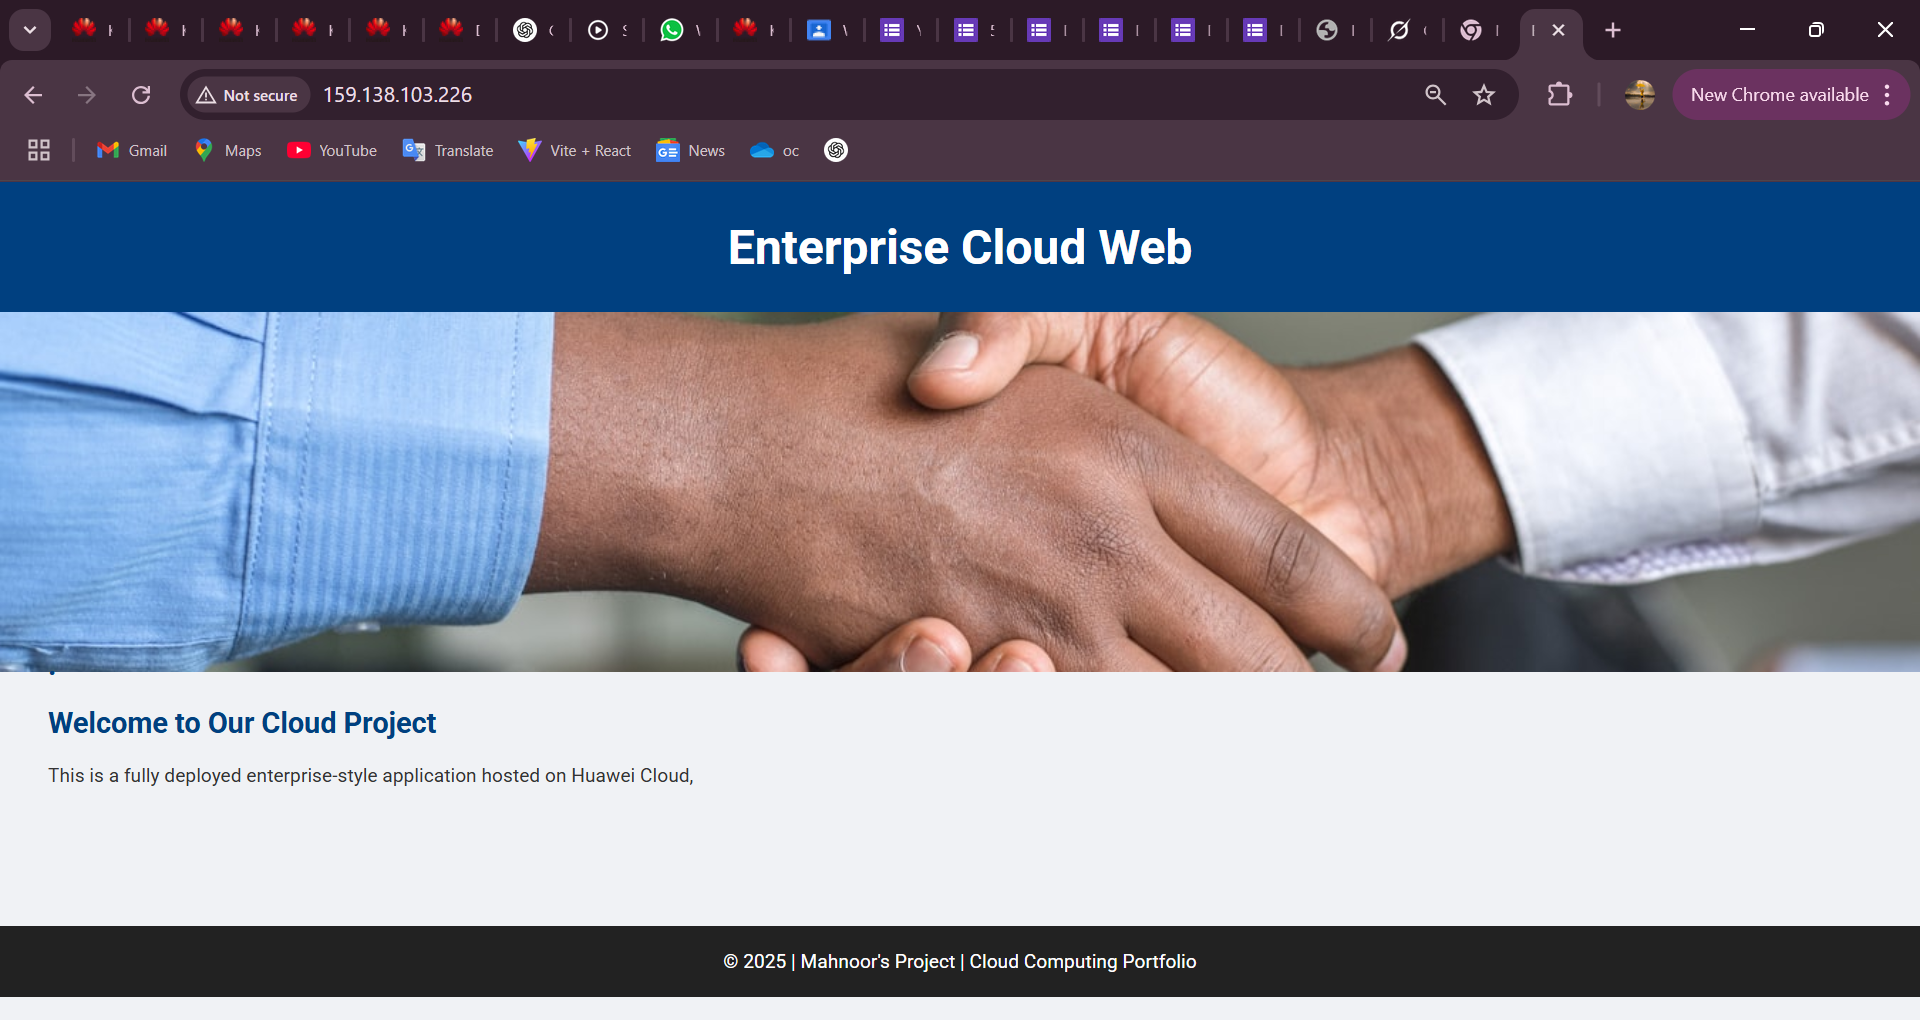 Not secure
159.138.103.226
New Chrome available
Gmail
Maps
YouTube
Translate
Vite + React
News
oc
Enterprise Cloud Web
Welcome to Our Cloud Project
This is a fully deployed enterprise-style application hosted on Huawei Cloud,
© 2025 | Mahnoor's Project | Cloud Computing Portfolio